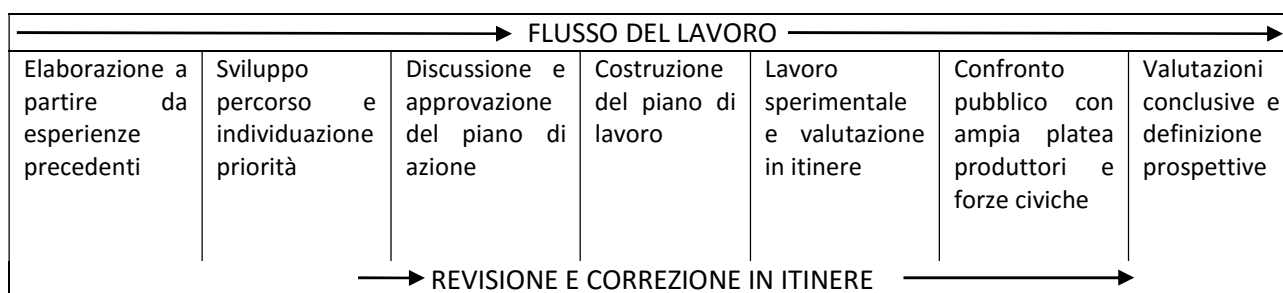 FLUSSO DEL LAVORO
Elaborazione a
partire da
esperienze
precedenti
Sviluppo
percorso e
individuazione
priorità
Discussione e
approvazione
del piano di
azione
Costruzione
del piano di
lavoro
Lavoro
sperimentale
e valutazione
in itinere
Confronto
pubblico con
ampia platea
produttori e
forze civiche
Valutazioni
conclusive e
definizione
prospettive
REVISIONE E CORREZIONE IN ITINERE